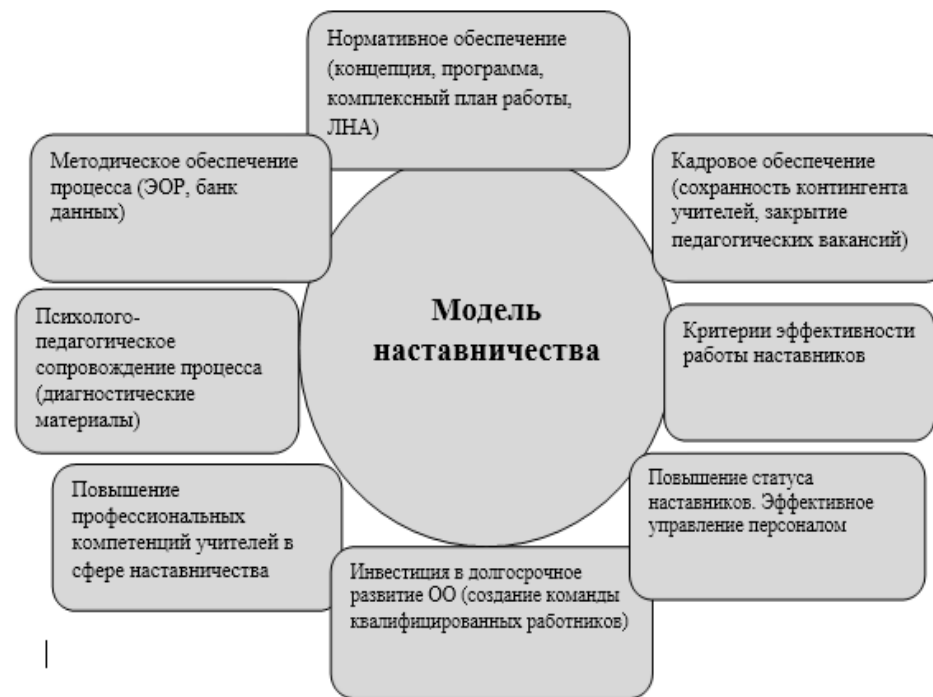 Нормативное обеспечение
(концепция, программа,
комплексный план работы,
ЛНА)
Методическое обеспечение
процесса (ЭОР, банк
данных)
Кадровое обеспечение
(сохранность контингента
учителей, закрытие
педагогических вакансий)
Модель
наставничества
Психолого-
педагогическое
сопровождение процесса
(диагностические
материалы)
Критерии эффективности
работы наставников
Повышение
профессиональных
компетенций учителей в
сфере наставничества
Повышение статуса
наставников. Эффективное
управление персоналом
Инвестиция в долгосрочное
развитие ОО (создание команды
квалифицированных работников)